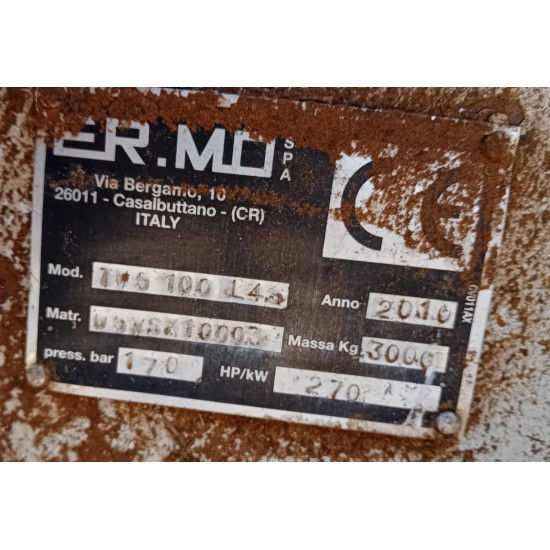 ER.MO SPA
Via Bergamo, 10
26011 - Casalbuttano - (CR)
ITALY
CE
Mod.
Anno 2010
Matr.
Massa Kg. 3000
press. bar 170
HP/kW 270